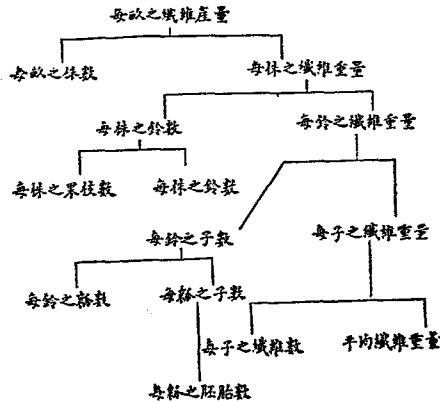 每畝之纖維產量
每畝之株數
每株之纖維重量
每株之鈴數
每鈴之纖維重量
每株之果枝數
每株之鈴數
每鈴之子數
每子之纖維重量
每鈴之瓣數
每瓣之子數
每子之纖維數
平均纖維重量
每瓣之胚胎數